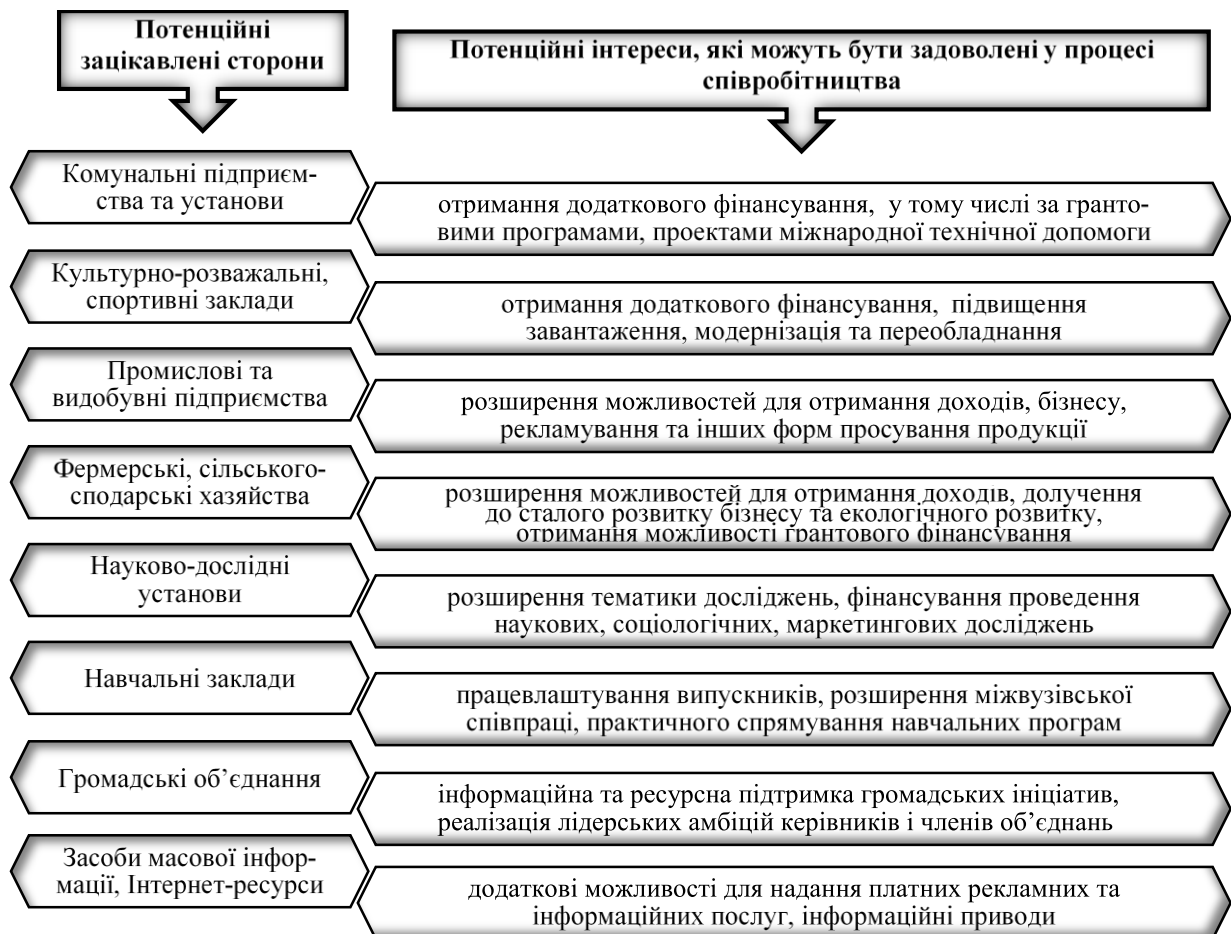 Потенційні
зацікавлені сторони
Потенційні інтереси, які можуть бути задоволені у процесі
співробітництва
Комунальні підприєм-
ства та установи
отримання додаткового фінансування, у тому числі за гранто-
вими програмами, проектами міжнародної технічної допомоги
Культурно-розважальні,
спортивні заклади
отримання додаткового фінансування, підвищення
завантаження, модернізація та переобладнання
Промислові та
видобувні підприємства
розширення можливостей для отримання доходів, бізнесу,
рекламування та інших форм просування продукції
Фермерські, сільського-
сподарські хазяйства
розширення можливостей для отримання доходів, долучення
до сталого розвитку бізнесу та екологічного розвитку,
отримання можливості грантового фінансування
Науково-дослідні
установи
розширення тематики досліджень, фінансування проведення
наукових, соціологічних, маркетингових досліджень
Навчальні заклади
працевлаштування випускників, розширення міжвузівської
співпраці, практичного спрямування навчальних програм
Громадські об’єднання
інформаційна та ресурсна підтримка громадських ініціатив,
реалізація лідерських амбіцій керівників і членів об’єднань
Засоби масової інфор-
мації, Інтернет-ресурси
додаткові можливості для надання платних рекламних та
інформаційних послуг, інформаційні приводи